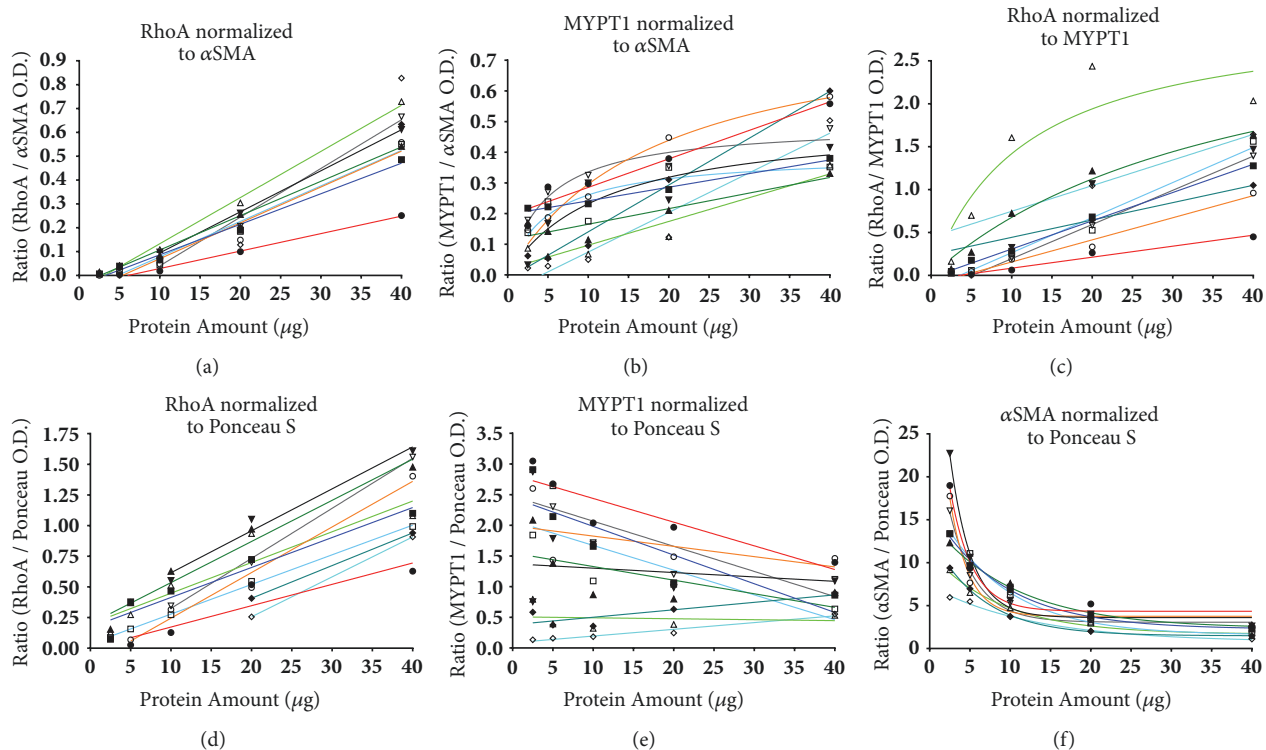 RhoA normalized
to αSMA
Ratio (RhoA / αSMA O.D.)
0.9
0.8
0.7
0.6
0.5
0.4
0.3
0.2
0.1
0.0
0 5 10 15 20 25 30 35 40
Protein Amount (μg)
(a)
MYPT1 normalized
to αSMA
Ratio (MYPT1 / αSMA O.D.)
0.7
0.6
0.5
0.4
0.3
0.2
0.1
0.0
0 5 10 15 20 25 30 35 40
Protein Amount (μg)
(b)
RhoA normalized
to MYPT1
Ratio (RhoA / MYPT1 O.D.)
2.5
2.0
1.5
1.0
0.5
0.0
0 5 10 15 20 25 30 35 40
Protein Amount (μg)
(c)
RhoA normalized
to Ponceau S
Ratio (RhoA / Ponceau O.D.)
1.75
1.50
1.25
1.00
0.75
0.50
0.25
0.00
0 5 10 15 20 25 30 35 40
Protein Amount (μg)
(d)
MYPT1 normalized
to Ponceau S
Ratio (MYPT1 / Ponceau O.D.)
3.5
3.0
2.5
2.0
1.5
1.0
0.5
0.0
0 5 10 15 20 25 30 35 40
Protein Amount (μg)
(e)
αSMA normalized
to Ponceau S
Ratio (αSMA / Ponceau O.D.)
25
20
15
10
5
0
0 5 10 15 20 25 30 35 40
Protein Amount (μg)
(f)